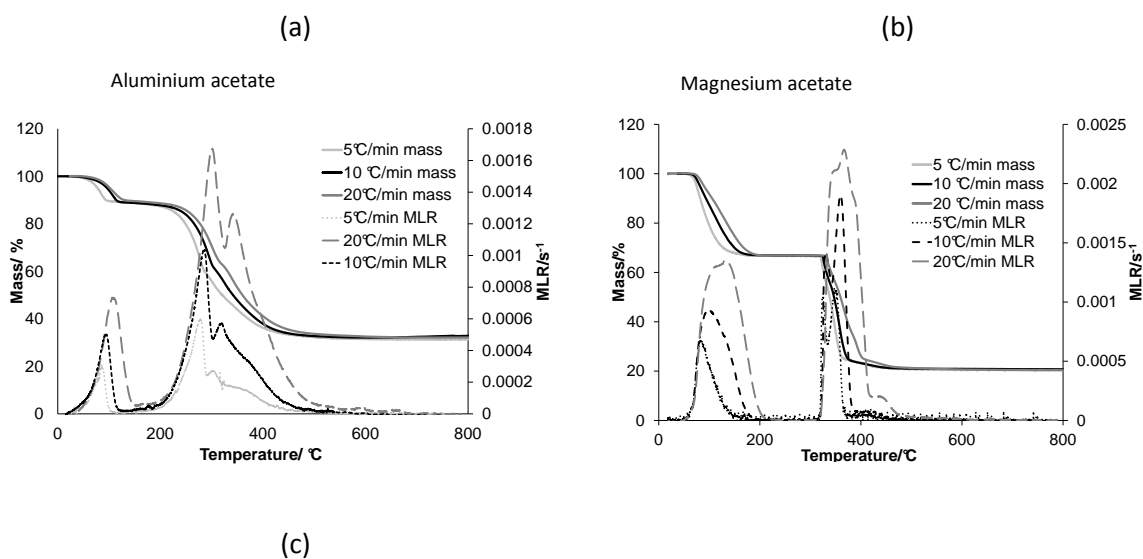 (a)
(b)
Aluminium acetate
120
100
80
60
40
20
0
Mass/ %
0.0018
0.0016
0.0014
0.0012
0.001
0.0008
0.0006
0.0004
0.0002
0
MLR/s-1
5°C/min mass
10 °C/min mass
20°C/min mass
5°C/min MLR
20°C/min MLR
10°C/min MLR
0
200
400
600
800
Temperature/ °C
Magnesium acetate
120
100
80
60
40
20
0
Mass/%
0.0025
0.002
0.0015
0.001
0.0005
0
MLR/s-1
5 °C/min mass
10 °C/min mass
20 °C/min mass
5°C/min MLR
10°C/min MLR
20°C/min MLR
0
200
400
600
800
Temperature/°C
(c)